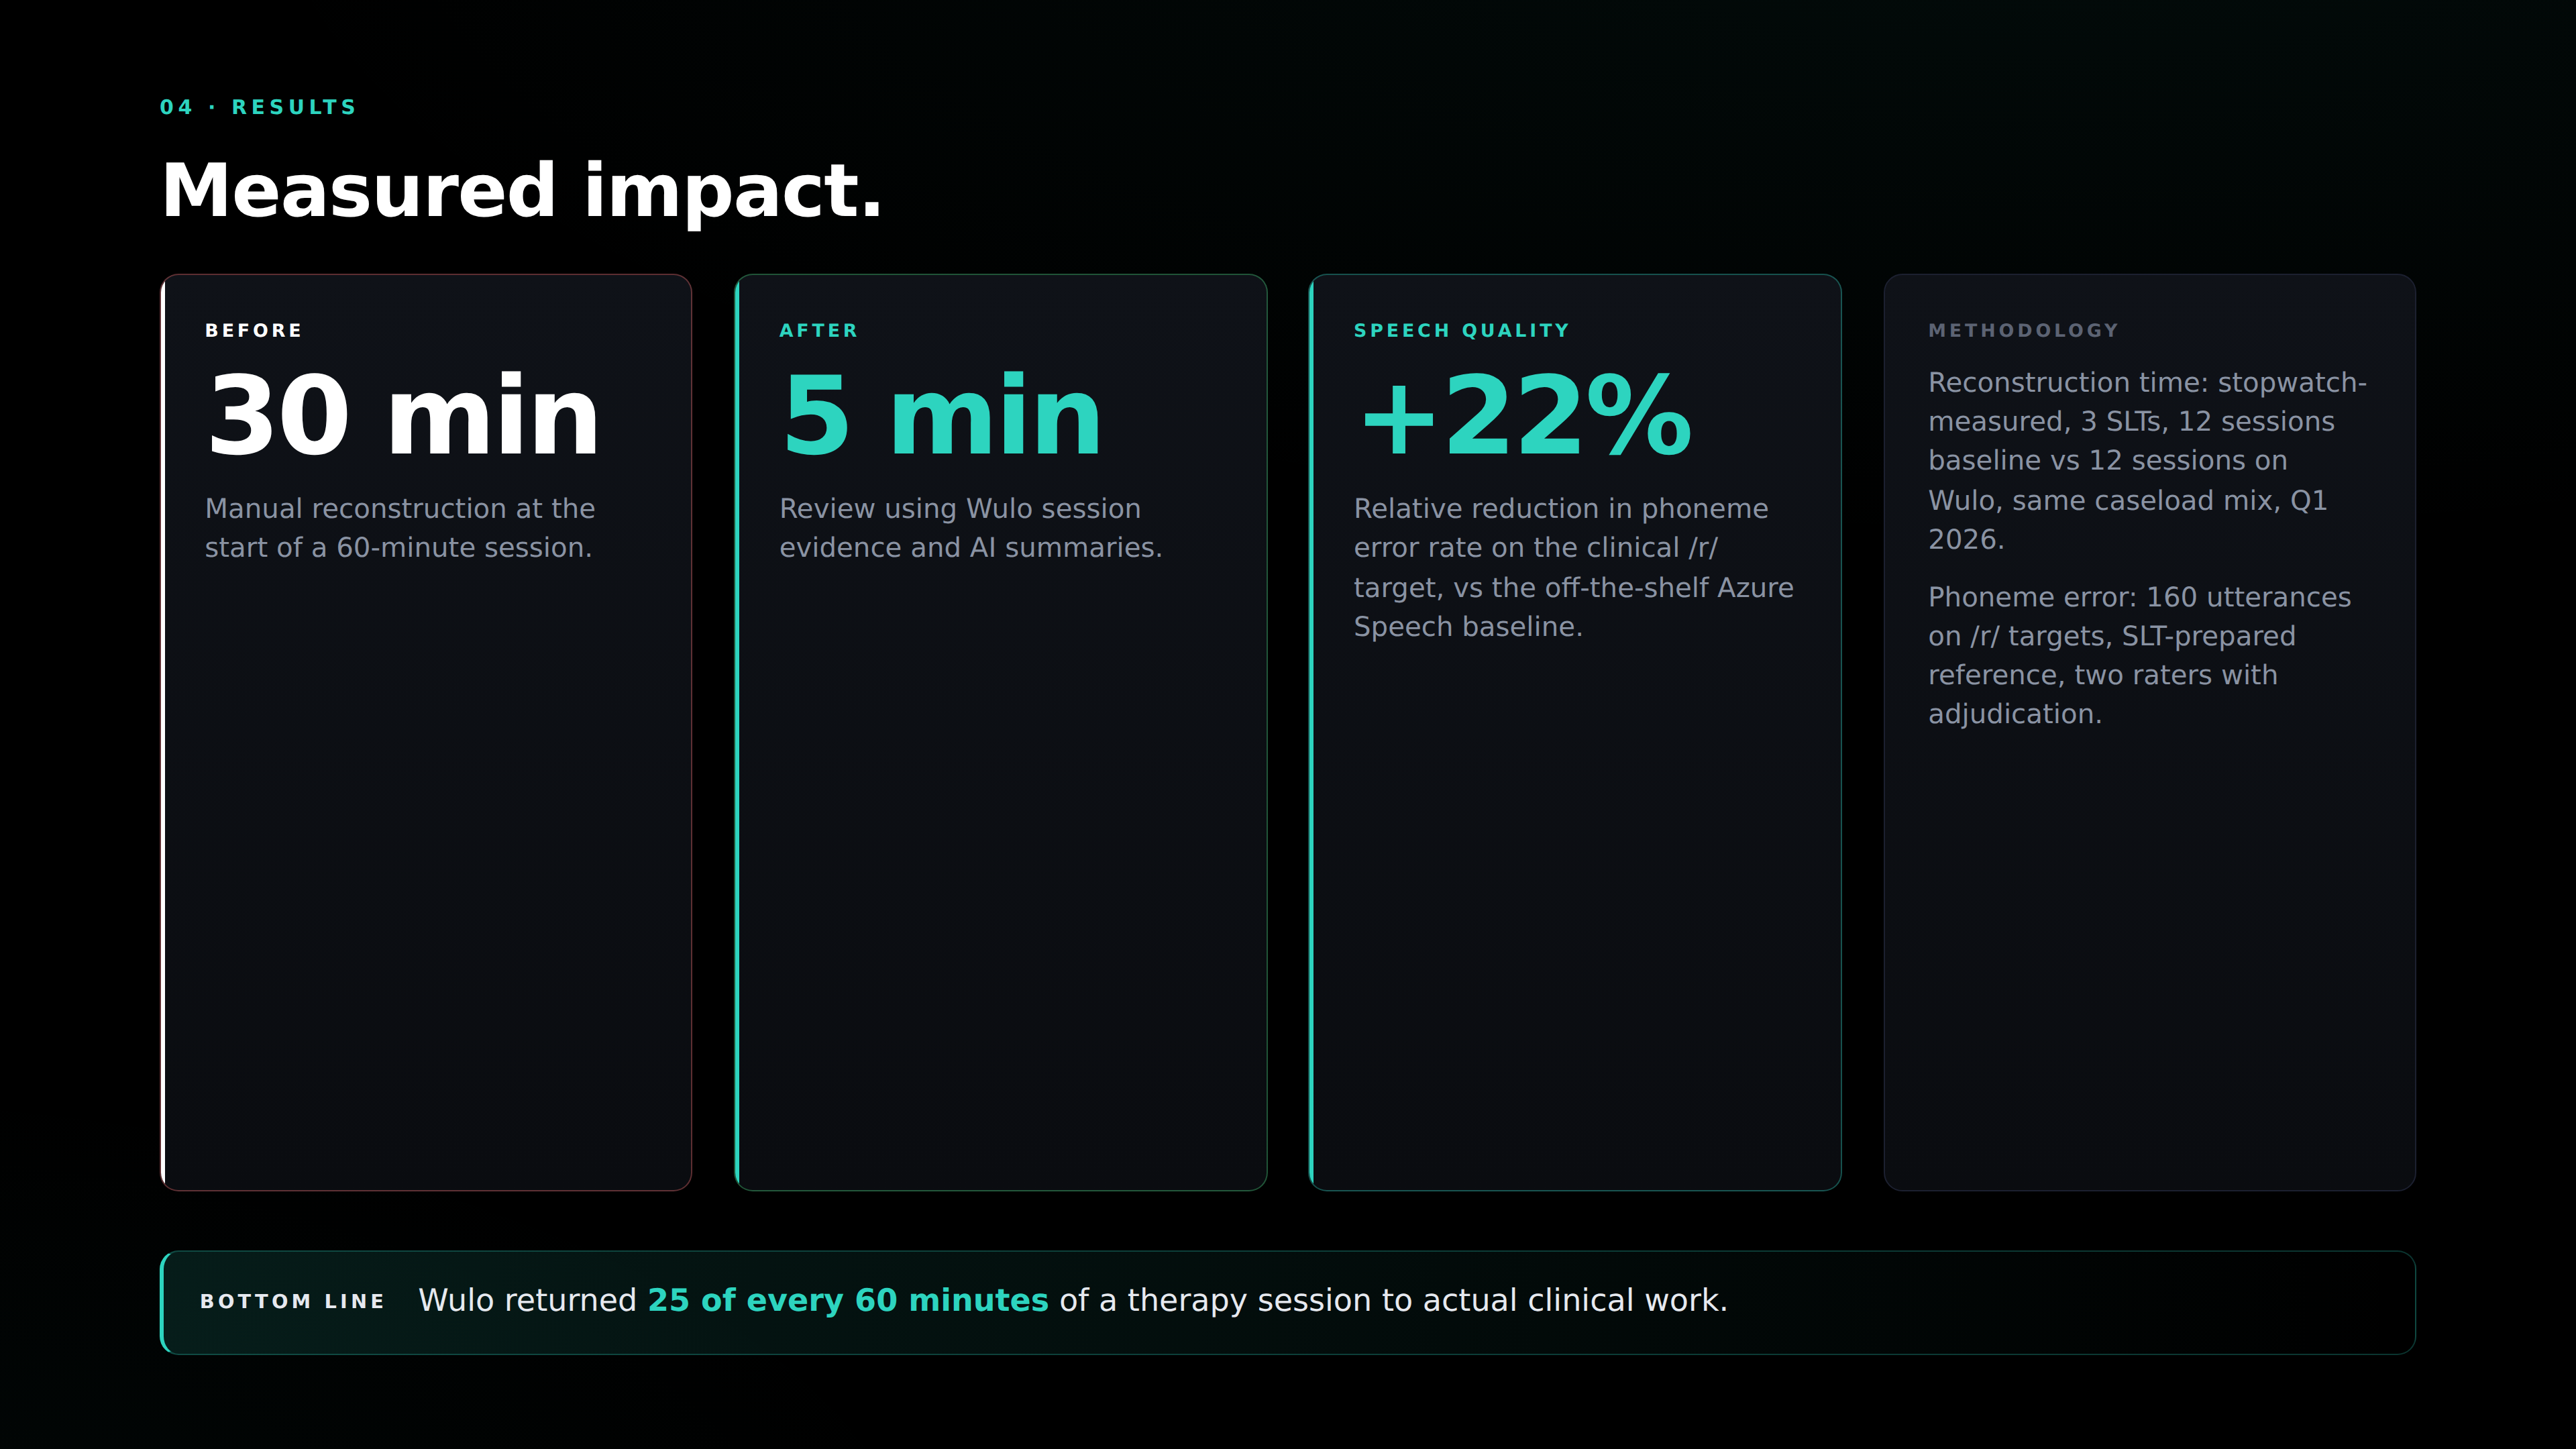 04 · RESULTS
Measured impact.
BEFORE
30 min
Manual reconstruction at the
start of a 60-minute session.
AFTER
5 min
Review using Wulo session
evidence and AI summaries.
SPEECH QUALITY
+22%
Relative reduction in phoneme
error rate on the clinical /r/
target, vs the off-the-shelf Azure
Speech baseline.
METHODOLOGY
Reconstruction time: stopwatch-
measured, 3 SLTs, 12 sessions
baseline vs 12 sessions on
Wulo, same caseload mix, Q1
2026.
Phoneme error: 160 utterances
on /r/ targets, SLT-prepared
reference, two raters with
adjudication.
BOTTOM LINE Wulo returned 25 of every 60 minutes of a therapy session to actual clinical work.